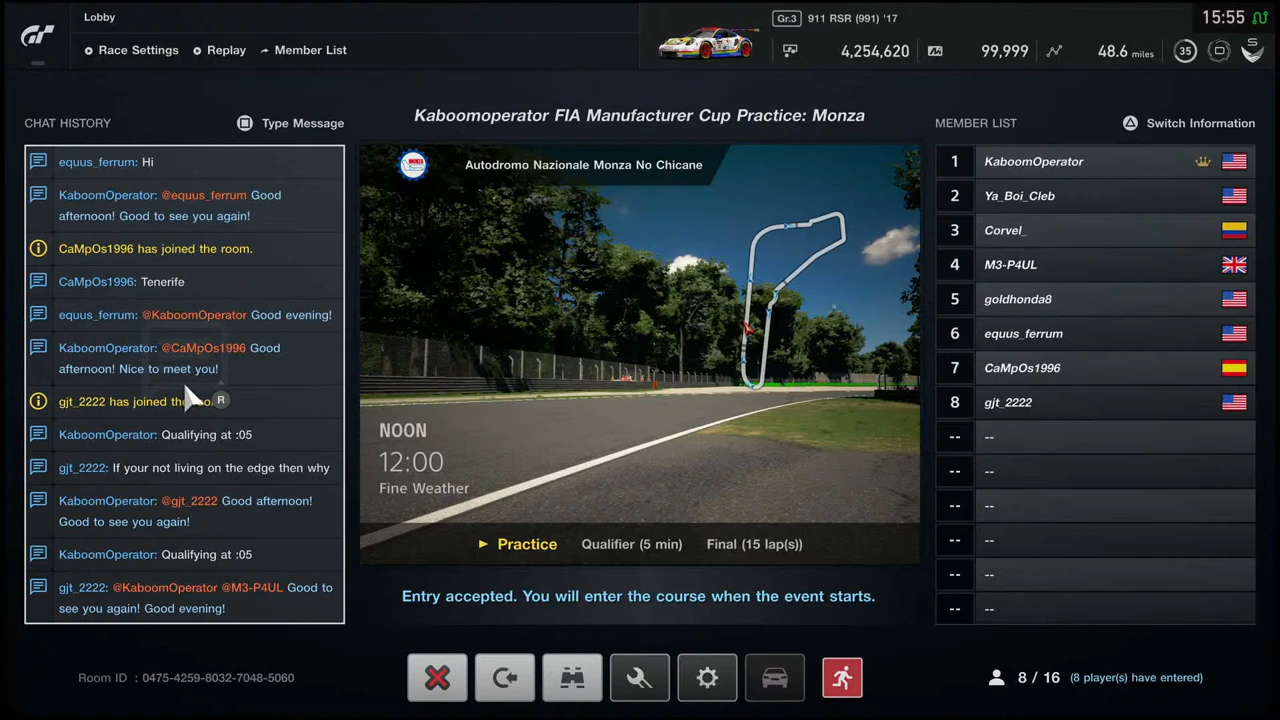 Lobby
Race Settings
Replay
Member List
Gr.3
911 RSR (991) '17
4,254,620
99,999
48.6 miles
35
S
15:55
CHAT HISTORY
Type Message
equus_ferrum: Hi
KaboomOperator: @equus_ferrum Good
afternoon! Good to see you again!
CaMpOs1996 has joined the room.
CaMpOs1996: Tenerife
equus_ferrum: @KaboomOperator Good evening!
KaboomOperator: @CaMpOs1996 Good
afternoon! Nice to meet you!
gjt_2222 has joined
R
KaboomOperator: Qualifying at :05
gjt_2222: If your not living on the edge then why
KaboomOperator: @gjt_2222 Good afternoon!
Good to see you again!
KaboomOperator: Qualifying at :05
gjt_2222: @KaboomOperator @M3-P4UL Good to
see you again! Good evening!
Room ID : 0475-4259-8032-7048-5060
Kaboomoperator FIA Manufacturer Cup Practice: Monza
MONZA
Autodromo Nazionale Monza No Chicane
NOON
12:00
Fine Weather
Practice
Qualifier (5 min)
Final (15 lap(s))
Entry accepted. You will enter the course when the event starts.
MEMBER LIST
Switch Information
1 KaboomOperator
2 Ya_Boi_Cleb
3 Corvel_
4 M3-P4UL
5 goldhonda8
6 equus_ferrum
7 CaMpOs1996
8 gjt_2222
-- --
-- --
-- --
-- --
-- --
-- --
8 / 16
(8 player(s) have entered)